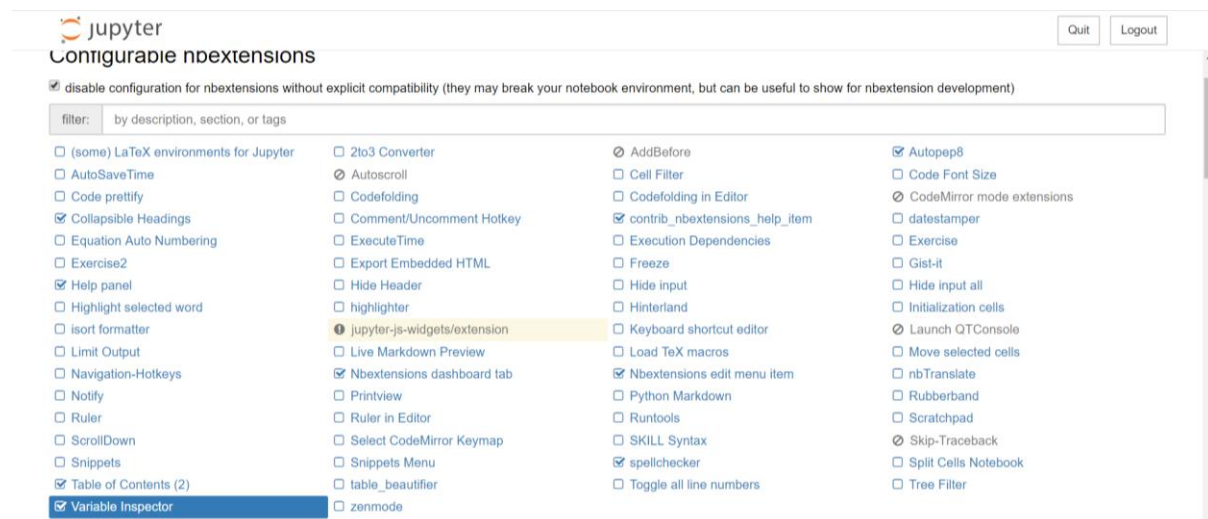 jupyter Quit Logout
Configurable nbextensions
disable configuration for nbextensions without explicit compatibility (they may break your notebook environment, but can be useful to show for nbextension development)
filter: by description, section, or tags
(some) LaTeX environments for Jupyter 2to3 Converter AddBefore Autopep8
AutoSaveTime Autoscroll Cell Filter Code Font Size
Code prettify Codefolding Codefolding in Editor CodeMirror mode extensions
Collapsible Headings Comment/Uncomment Hotkey contrib_nbextensions_help_item datestamper
Equation Auto Numbering ExecuteTime Execution Dependencies Exercise
Exercise2 Export Embedded HTML Freeze Gist-it
Help panel Hide Header Hide input Hide input all
Highlight selected word highlighter Hinterland Initialization cells
isort formatter jupyter-js-widgets/extension Keyboard shortcut editor Launch QTConsole
Limit Output Live Markdown Preview Load TeX macros Move selected cells
Navigation-Hotkeys Nbextensions dashboard tab Nbextensions edit menu item nbTranslate
Notify Printview Python Markdown Rubberband
Ruler Ruler in Editor Runtools Scratchpad
ScrollDown Select CodeMirror Keymap SKILL Syntax Skip-Traceback
Snippets Snippets Menu spellchecker Split Cells Notebook
Table of Contents (2) table_beautifier Toggle all line numbers Tree Filter
Variable Inspector zenmode